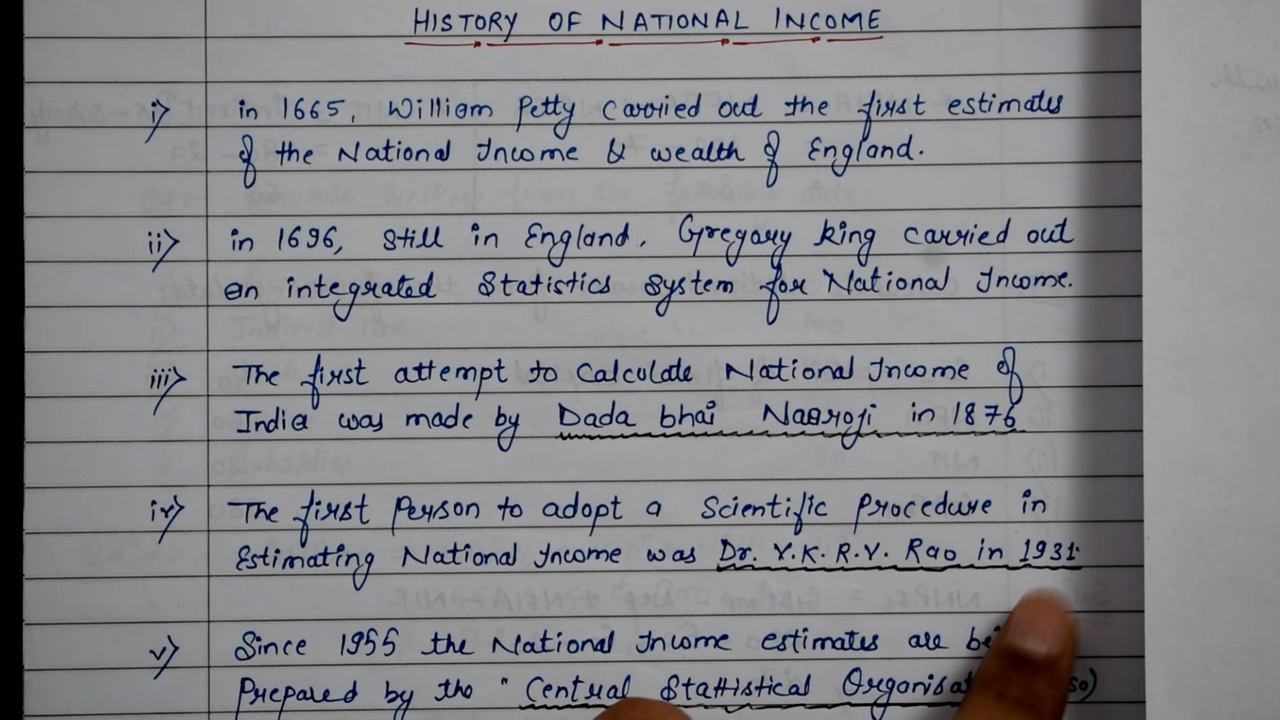 HISTORY OF NATIONAL INCOME
i) in 1665, William Petty carried out the first estimates
of the National Income & wealth of England.
ii) in 1696, still in England, Gregary king carried out
an integrated Statistics System for National Income.
iii) The first attempt to Calculate National Income of
India was made by Dada bhai Naoroji in 1876
iv) The first Person to adopt a Scientific Procedure in
Estimating National Income was Dr. V.K.R.V. Rao in 1931
v) Since 1955 the National Income estimates are
Prepared by the " Central Stattistical